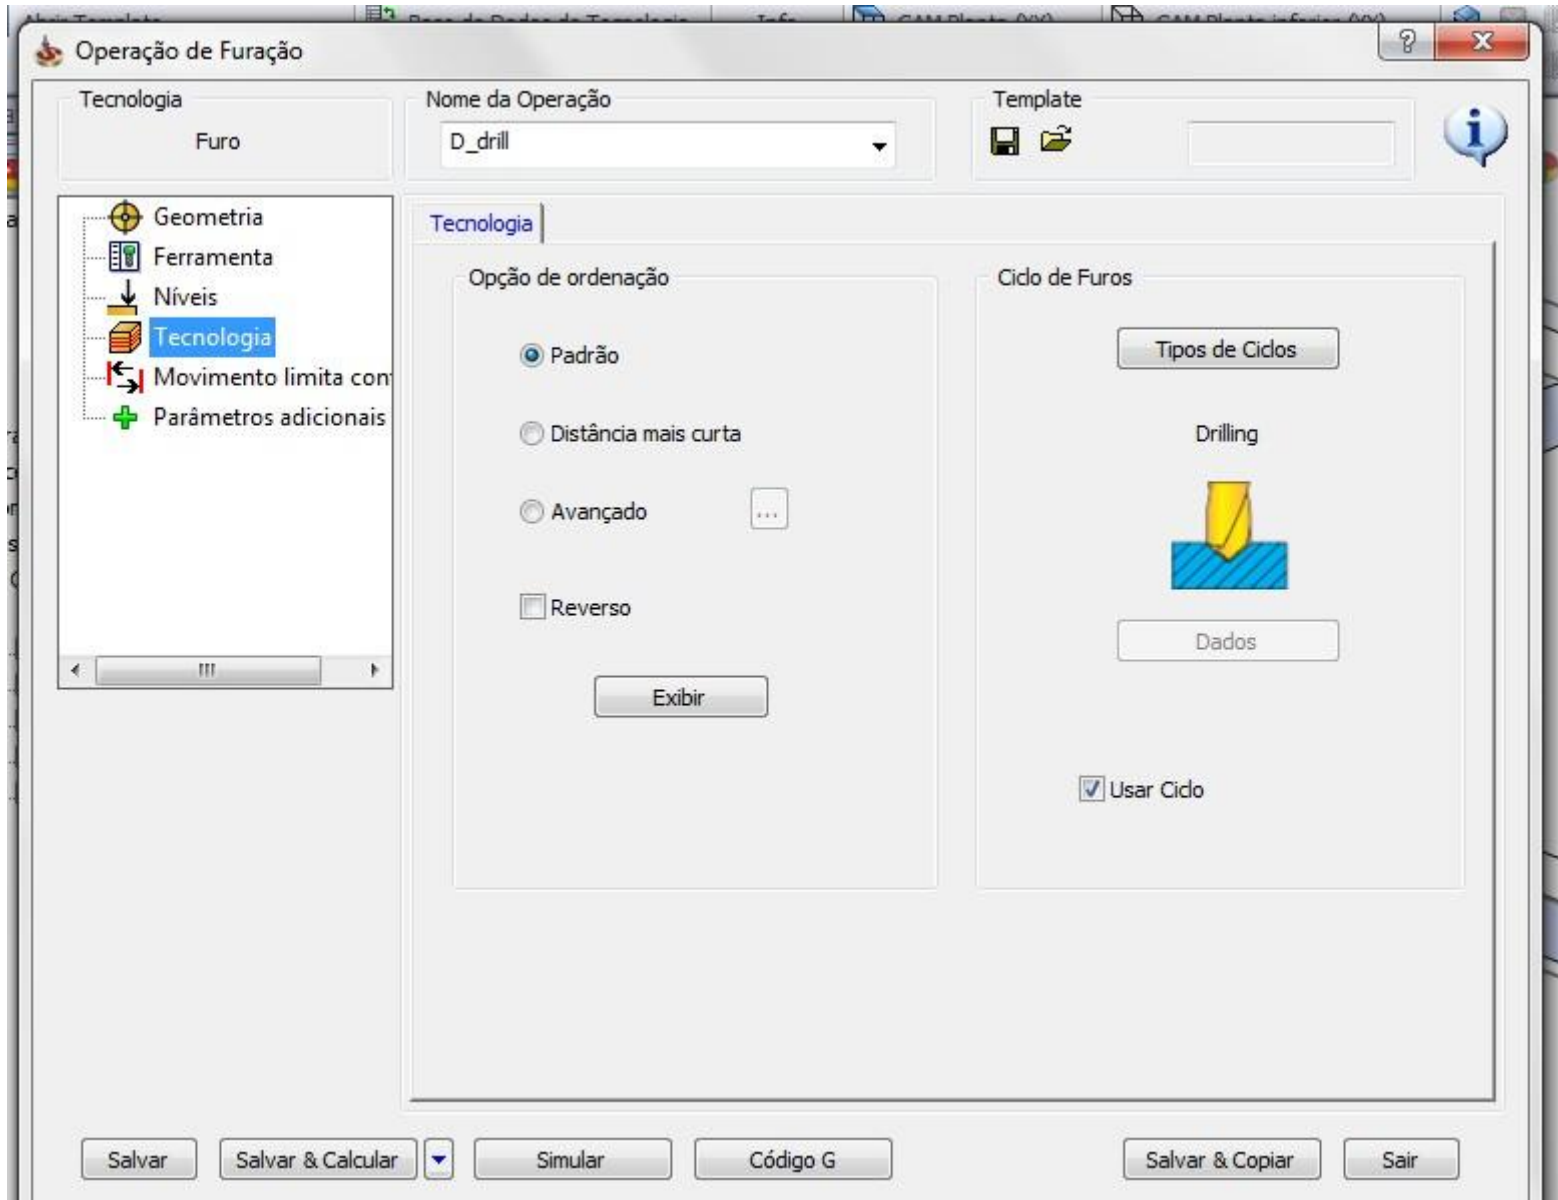 Operação de Furação
Tecnologia
Furo
Nome da Operação
D_drill
Template
Geometria
Ferramenta
Níveis
Tecnologia
Movimento limita con
Parâmetros adicionais
Tecnologia
Opção de ordenação
Padrão
Distância mais curta
Avançado
...
Reverso
Exibir
Ciclo de Furos
Tipos de Ciclos
Drilling
Dados
Usar Ciclo
Salvar
Salvar & Calcular
Simular
Código G
Salvar & Copiar
Sair